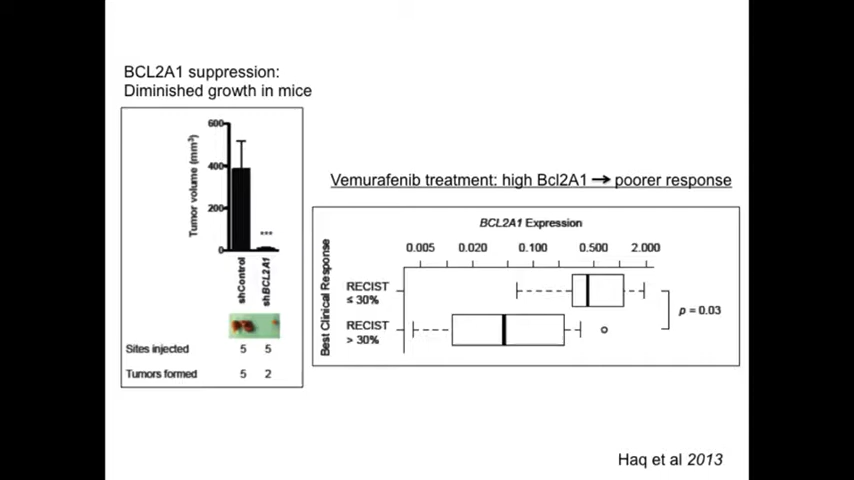 BCL2A1 suppression:
Diminished growth in mice
600
400
200
0
Tumor volume (mm³)
***
shControl
shBCL2A1
Sites injected 5 5
Tumors formed 5 2
Vemurafenib treatment: high Bcl2A1 → poorer response
BCL2A1 Expression
0.005 0.020 0.100 0.500 2.000
Best Clinical Response
RECIST
≤ 30%
RECIST
> 30%
p = 0.03
Haq et al 2013